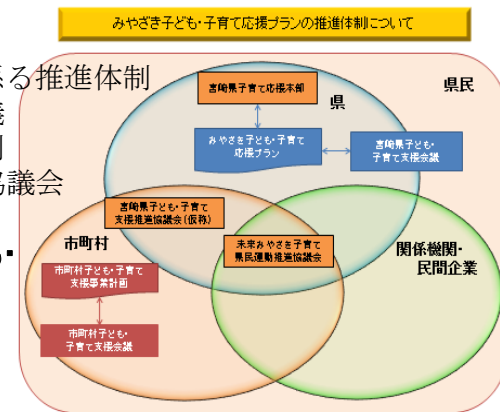 みやざき子ども・子育て応援プランの推進体制について
係る推進体制
協議会
県民
県
宮崎県子育て応援本部
みやざき子ども・子育て
応援プラン
宮崎県子ども・
子育て支援会議
宮崎県子ども・子育て
支援推進協議会(仮称)
未来みやざき子育て
県民運動推進協議会
市町村
市町村子ども・子育て
支援事業計画
市町村子ども・
子育て支援会議
関係機関・
民間企業